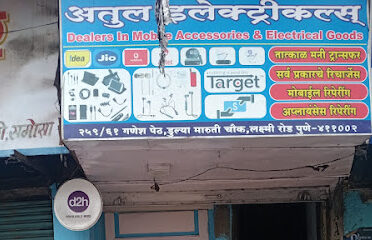 अतुल इलेक्ट्रीकल्स्
Dealers In Mobile Accessories & Electrical Goods
Idea
Jio
Target
तात्काळ मनी ट्रान्सफर
सर्व प्रकारचे रिचार्जेस
मोबाईल रिपेरींग
अप्लायंसेस रिपेरींग
२५९/६१ गणेश पेठ, डुल्या मारुती चौक, लक्ष्मी रोड पुणे-४११००२
d2h